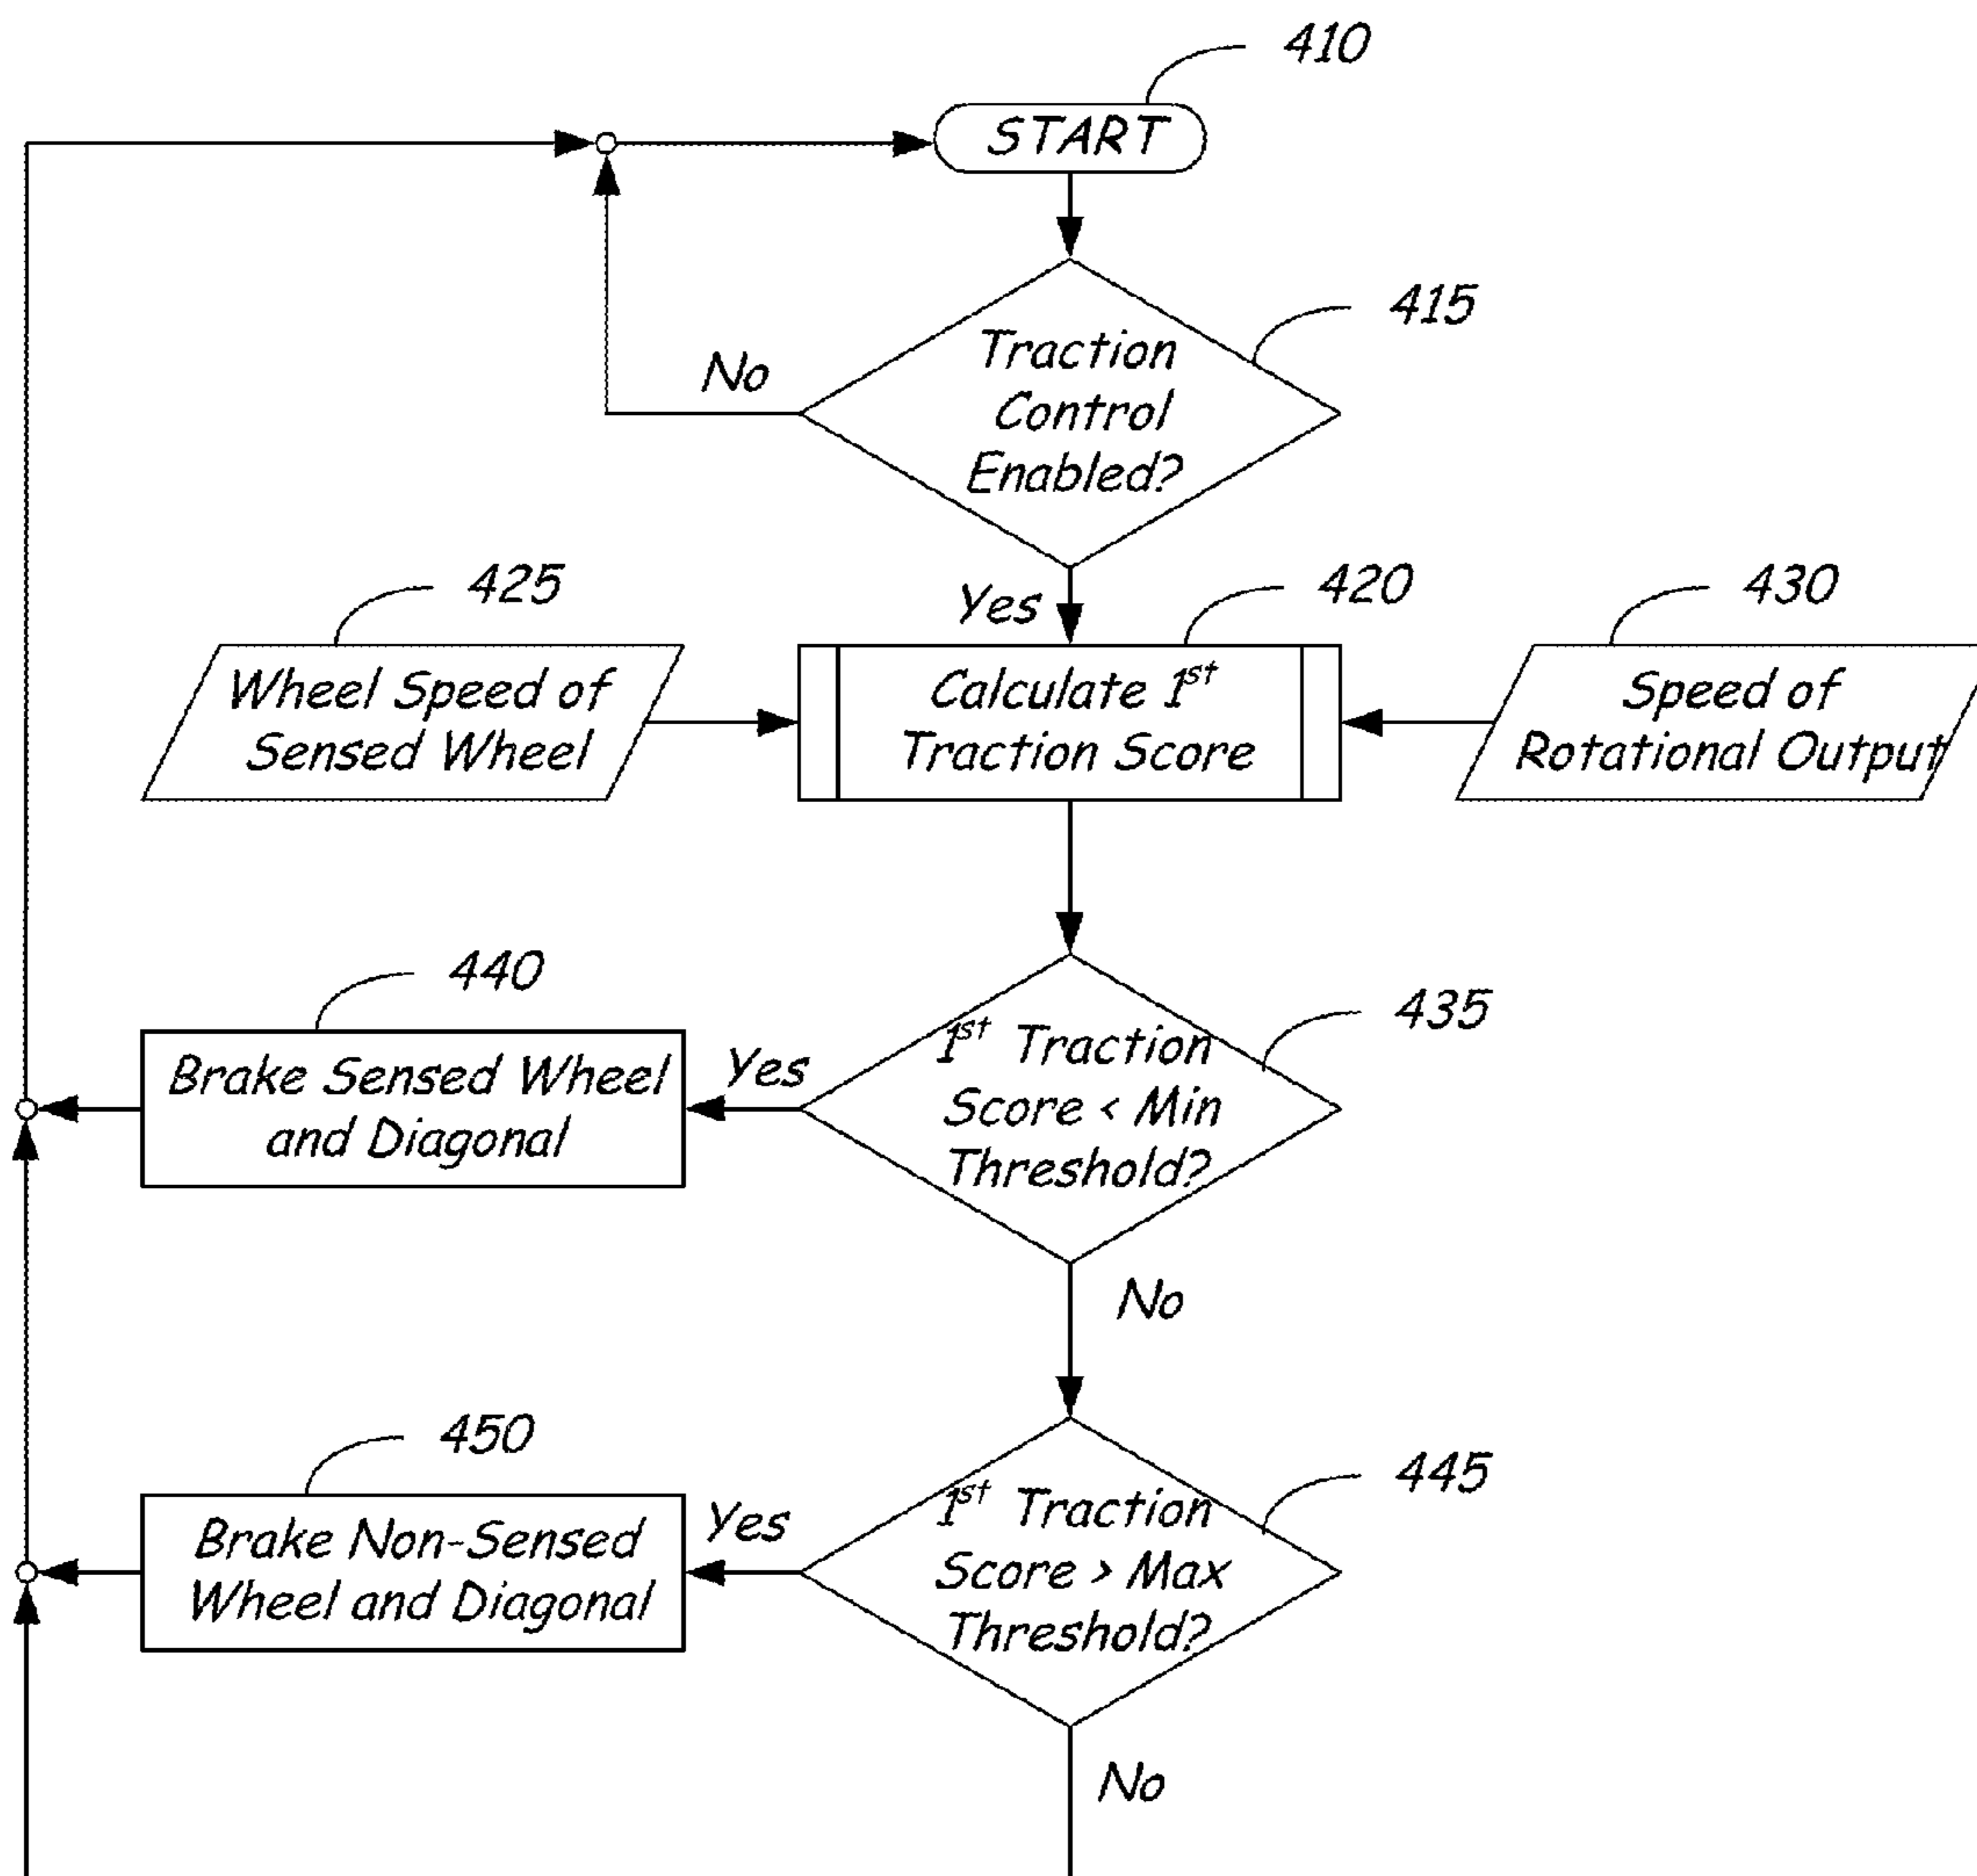 410
START
415
Traction
Control
Enabled?
No
Yes
425
Wheel Speed of
Sensed Wheel
420
Calculate 1st
Traction Score
430
Speed of
Rotational Output
435
1st Traction
Score < Min
Threshold?
Yes
440
Brake Sensed Wheel
and Diagonal
No
445
1st Traction
Score > Max
Threshold?
Yes
450
Brake Non-Sensed
Wheel and Diagonal
No